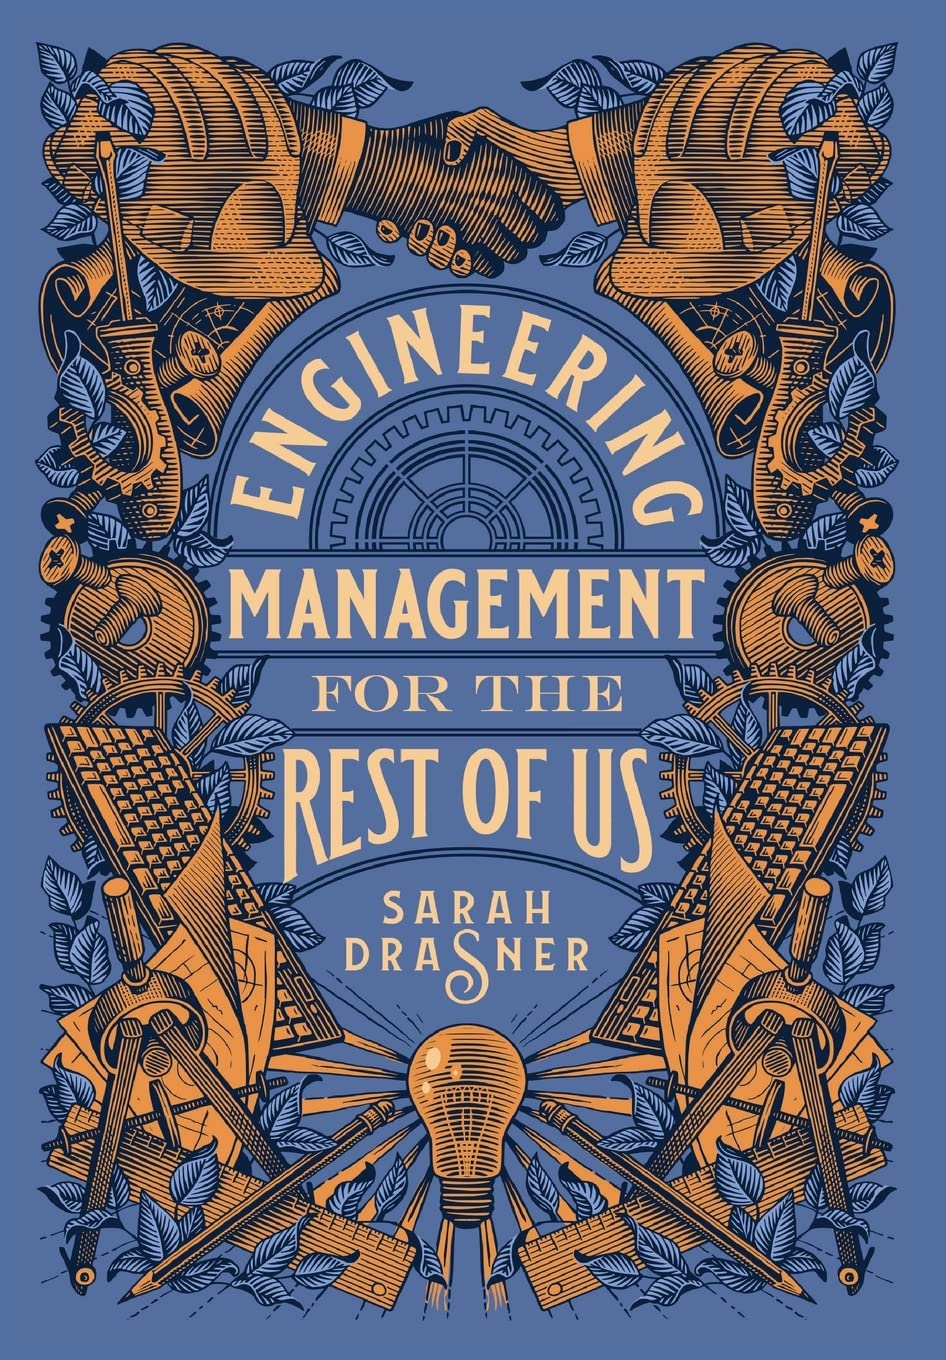 ENGINEERING
MANAGEMENT
FOR THE
REST OF US
SARAH
DRASNER